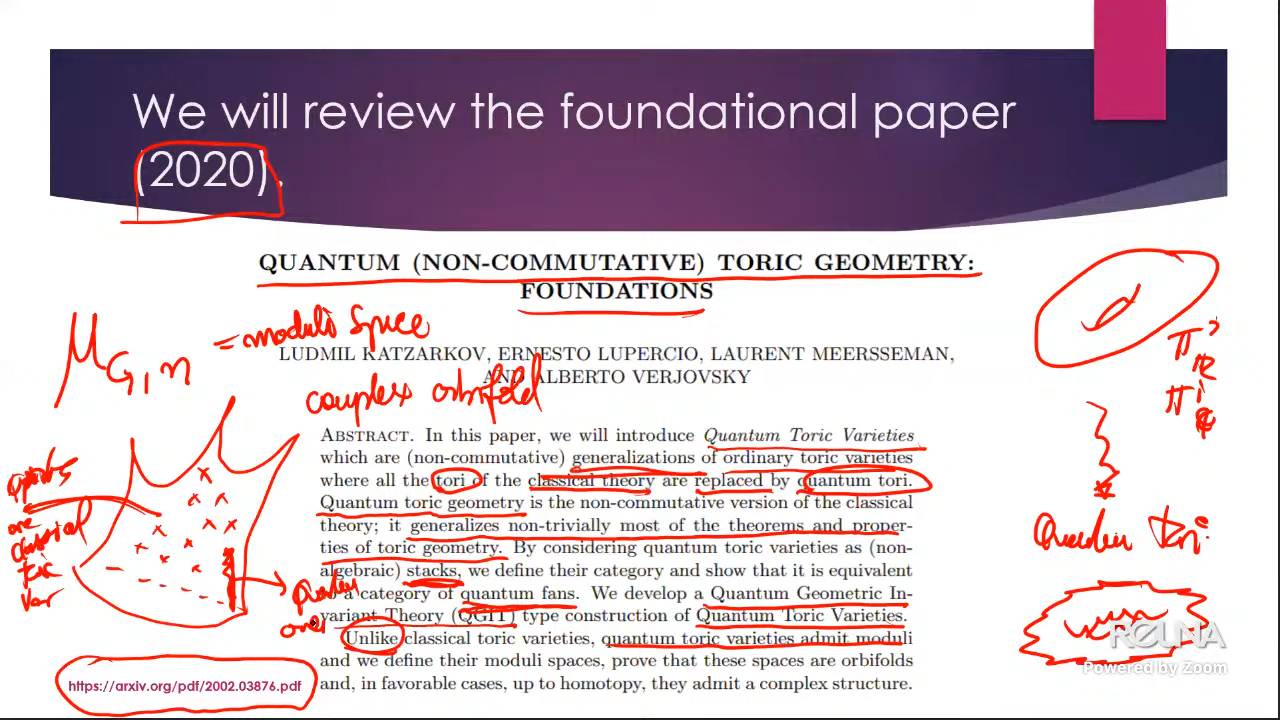 We will review the foundational paper
(2020).
QUANTUM (NON-COMMUTATIVE) TORIC GEOMETRY:
FOUNDATIONS
LUDMIL KATZARKOV, ERNESTO LUPERCIO, LAURENT MEERSSEMAN,
AND ALBERTO VERJOVSKY
= moduli space
complex orbifold
ABSTRACT. In this paper, we will introduce Quantum Toric Varieties
which are (non-commutative) generalizations of ordinary toric varieties
where all the tori of the classical theory are replaced by quantum tori.
Quantum toric geometry is the non-commutative version of the classical
theory; it generalizes non-trivially most of the theorems and proper-
ties of toric geometry. By considering quantum toric varieties as (non-
algebraic) stacks, we define their category and show that it is equivalent
a category of quantum fans. We develop a Quantum Geometric In-
variant Theory (QGIT) type construction of Quantum Toric Varieties.
Unlike classical toric varieties, quantum toric varieties admit moduli
and we define their moduli spaces, prove that these spaces are orbifolds
and, in favorable cases, up to homotopy, they admit a complex structure.
https://arxiv.org/pdf/2002.03876.pdf
Powered by Zoom